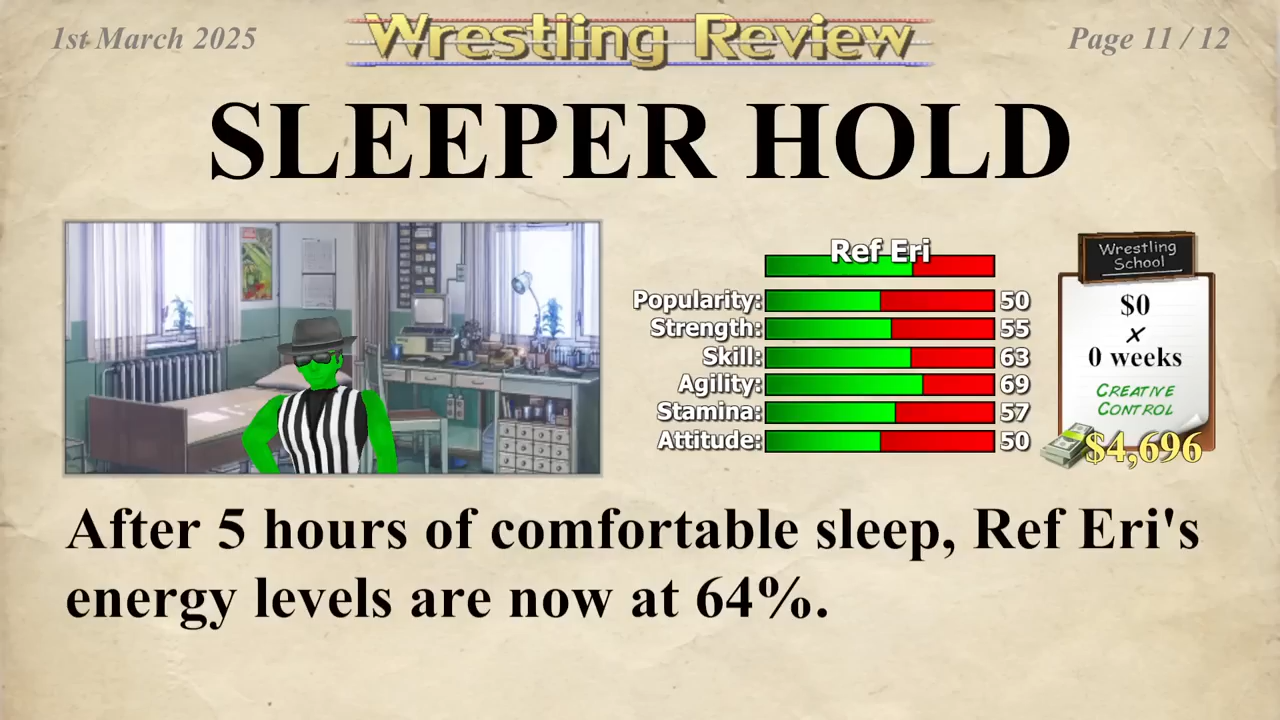 1st March 2025
Wrestling Review
Page 11 / 12
SLEEPER HOLD
Ref Eri
Popularity: 50
Strength: 55
Skill: 63
Agility: 69
Stamina: 57
Attitude: 50
Wrestling
School
$0
x
0 weeks
CREATIVE
CONTROL
$4,696
After 5 hours of comfortable sleep, Ref Eri's
energy levels are now at 64%.